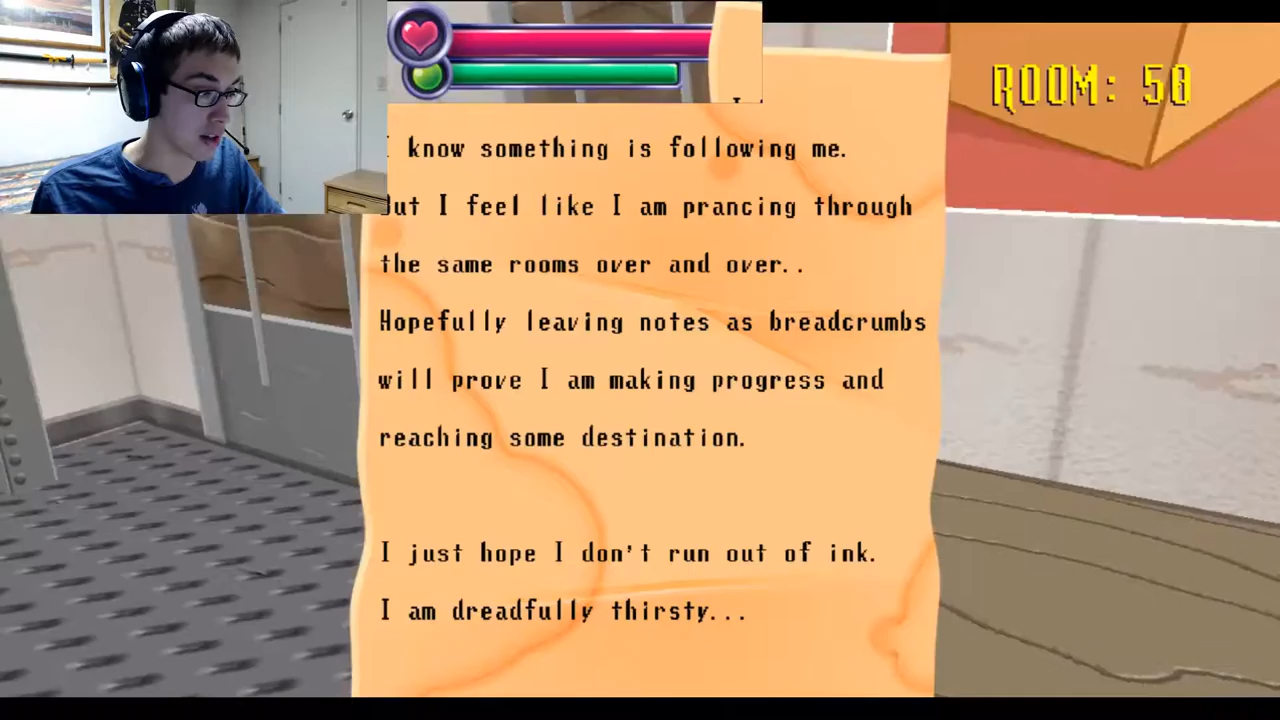 ROOM: 50
know something is following me.
but I feel like I am prancing through
the same rooms over and over..
Hopefully leaving notes as breadcrumbs
will prove I am making progress and
reaching some destination.
I just hope I don't run out of ink.
I am dreadfully thirsty...